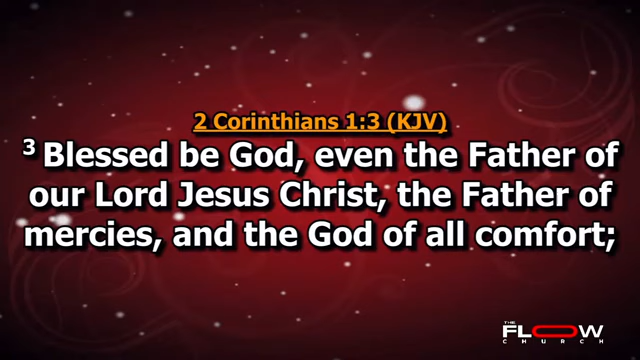 2 Corinthians 1:3 (KJV)
3 Blessed be God, even the Father of
our Lord Jesus Christ, the Father of
mercies, and the God of all comfort;
THE
FLOW
CHURCH